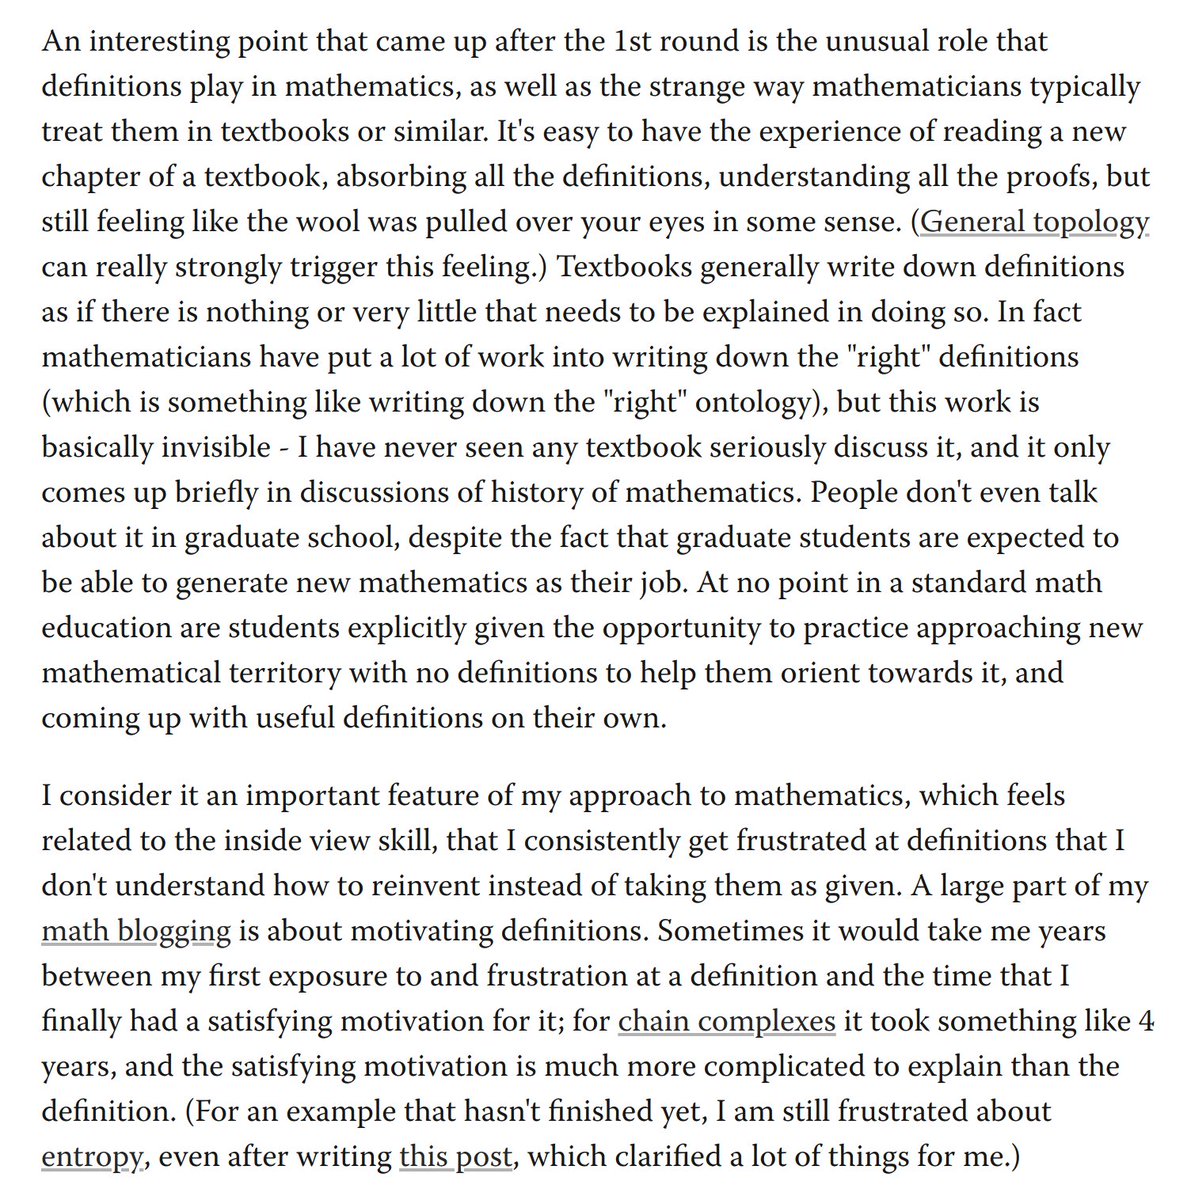 An interesting point that came up after the 1st round is the unusual role that
definitions play in mathematics, as well as the strange way mathematicians typically
treat them in textbooks or similar. It's easy to have the experience of reading a new
chapter of a textbook, absorbing all the definitions, understanding all the proofs, but
still feeling like the wool was pulled over your eyes in some sense. (General topology
can really strongly trigger this feeling.) Textbooks generally write down definitions
as if there is nothing or very little that needs to be explained in doing so. In fact
mathematicians have put a lot of work into writing down the "right" definitions
(which is something like writing down the "right" ontology), but this work is
basically invisible - I have never seen any textbook seriously discuss it, and it only
comes up briefly in discussions of history of mathematics. People don't even talk
about it in graduate school, despite the fact that graduate students are expected to
be able to generate new mathematics as their job. At no point in a standard math
education are students explicitly given the opportunity to practice approaching new
mathematical territory with no definitions to help them orient towards it, and
coming up with useful definitions on their own.
I consider it an important feature of my approach to mathematics, which feels
related to the inside view skill, that I consistently get frustrated at definitions that I
don't understand how to reinvent instead of taking them as given. A large part of my
math blogging is about motivating definitions. Sometimes it would take me years
between my first exposure to and frustration at a definition and the time that I
finally had a satisfying motivation for it; for chain complexes it took something like 4
years, and the satisfying motivation is much more complicated to explain than the
definition. (For an example that hasn't finished yet, I am still frustrated about
entropy, even after writing this post, which clarified a lot of things for me.)